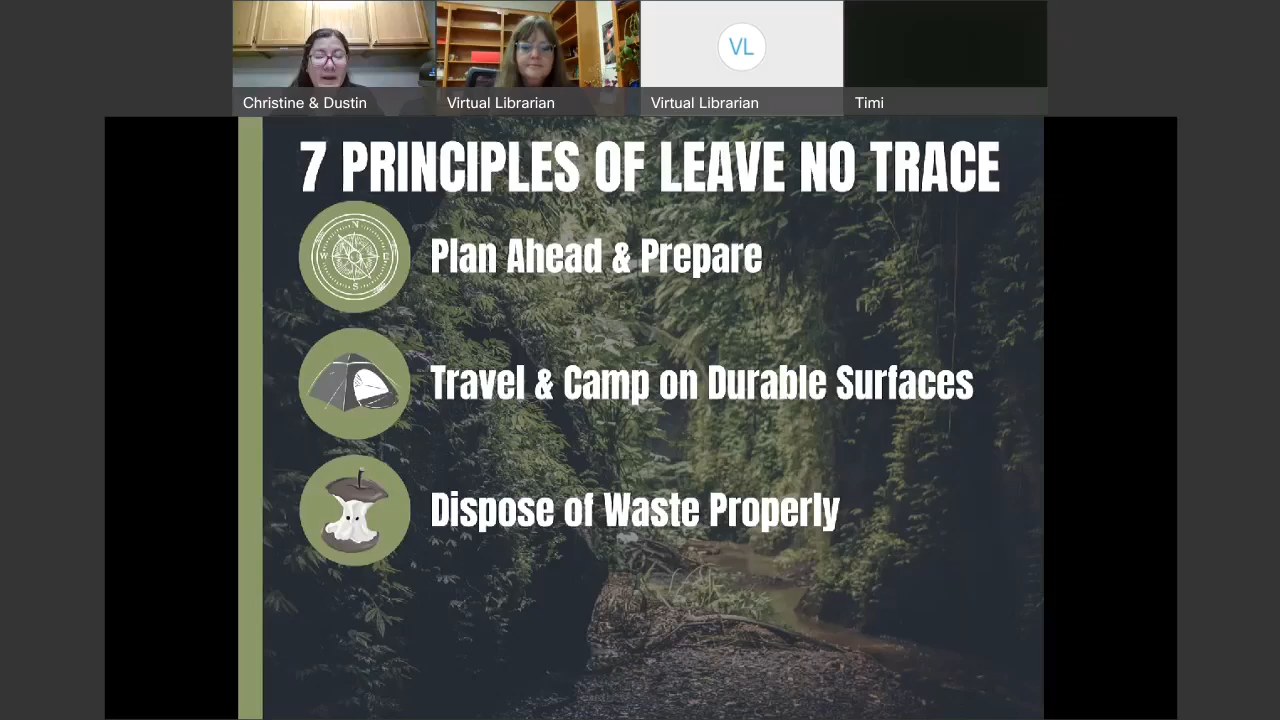 Christine & Dustin
Virtual Librarian
VL
Virtual Librarian
Timi
7 PRINCIPLES OF LEAVE NO TRACE
N
W E
S
Plan Ahead & Prepare
Travel & Camp on Durable Surfaces
Dispose of Waste Properly